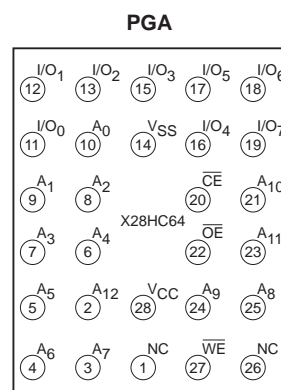 PGA
I/O1 I/O2 I/O3 I/O5 I/O6
12 13 15 17 18
I/O0 A0 VSS I/O4 I/O7
11 10 14 16 19
A1 A2 CE A10
9 8 20 21
X28HC64
A3 A4 OE A11
7 6 22 23
A5 A12 VCC A9 A8
5 2 28 24 25
A6 A7 NC WE NC
4 3 1 27 26